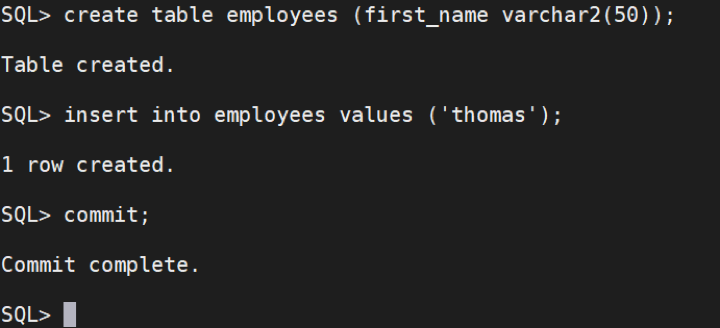 SQL> create table employees (first_name varchar2(50));
Table created.
SQL> insert into employees values ('thomas');
1 row created.
SQL> commit;
Commit complete.
SQL>